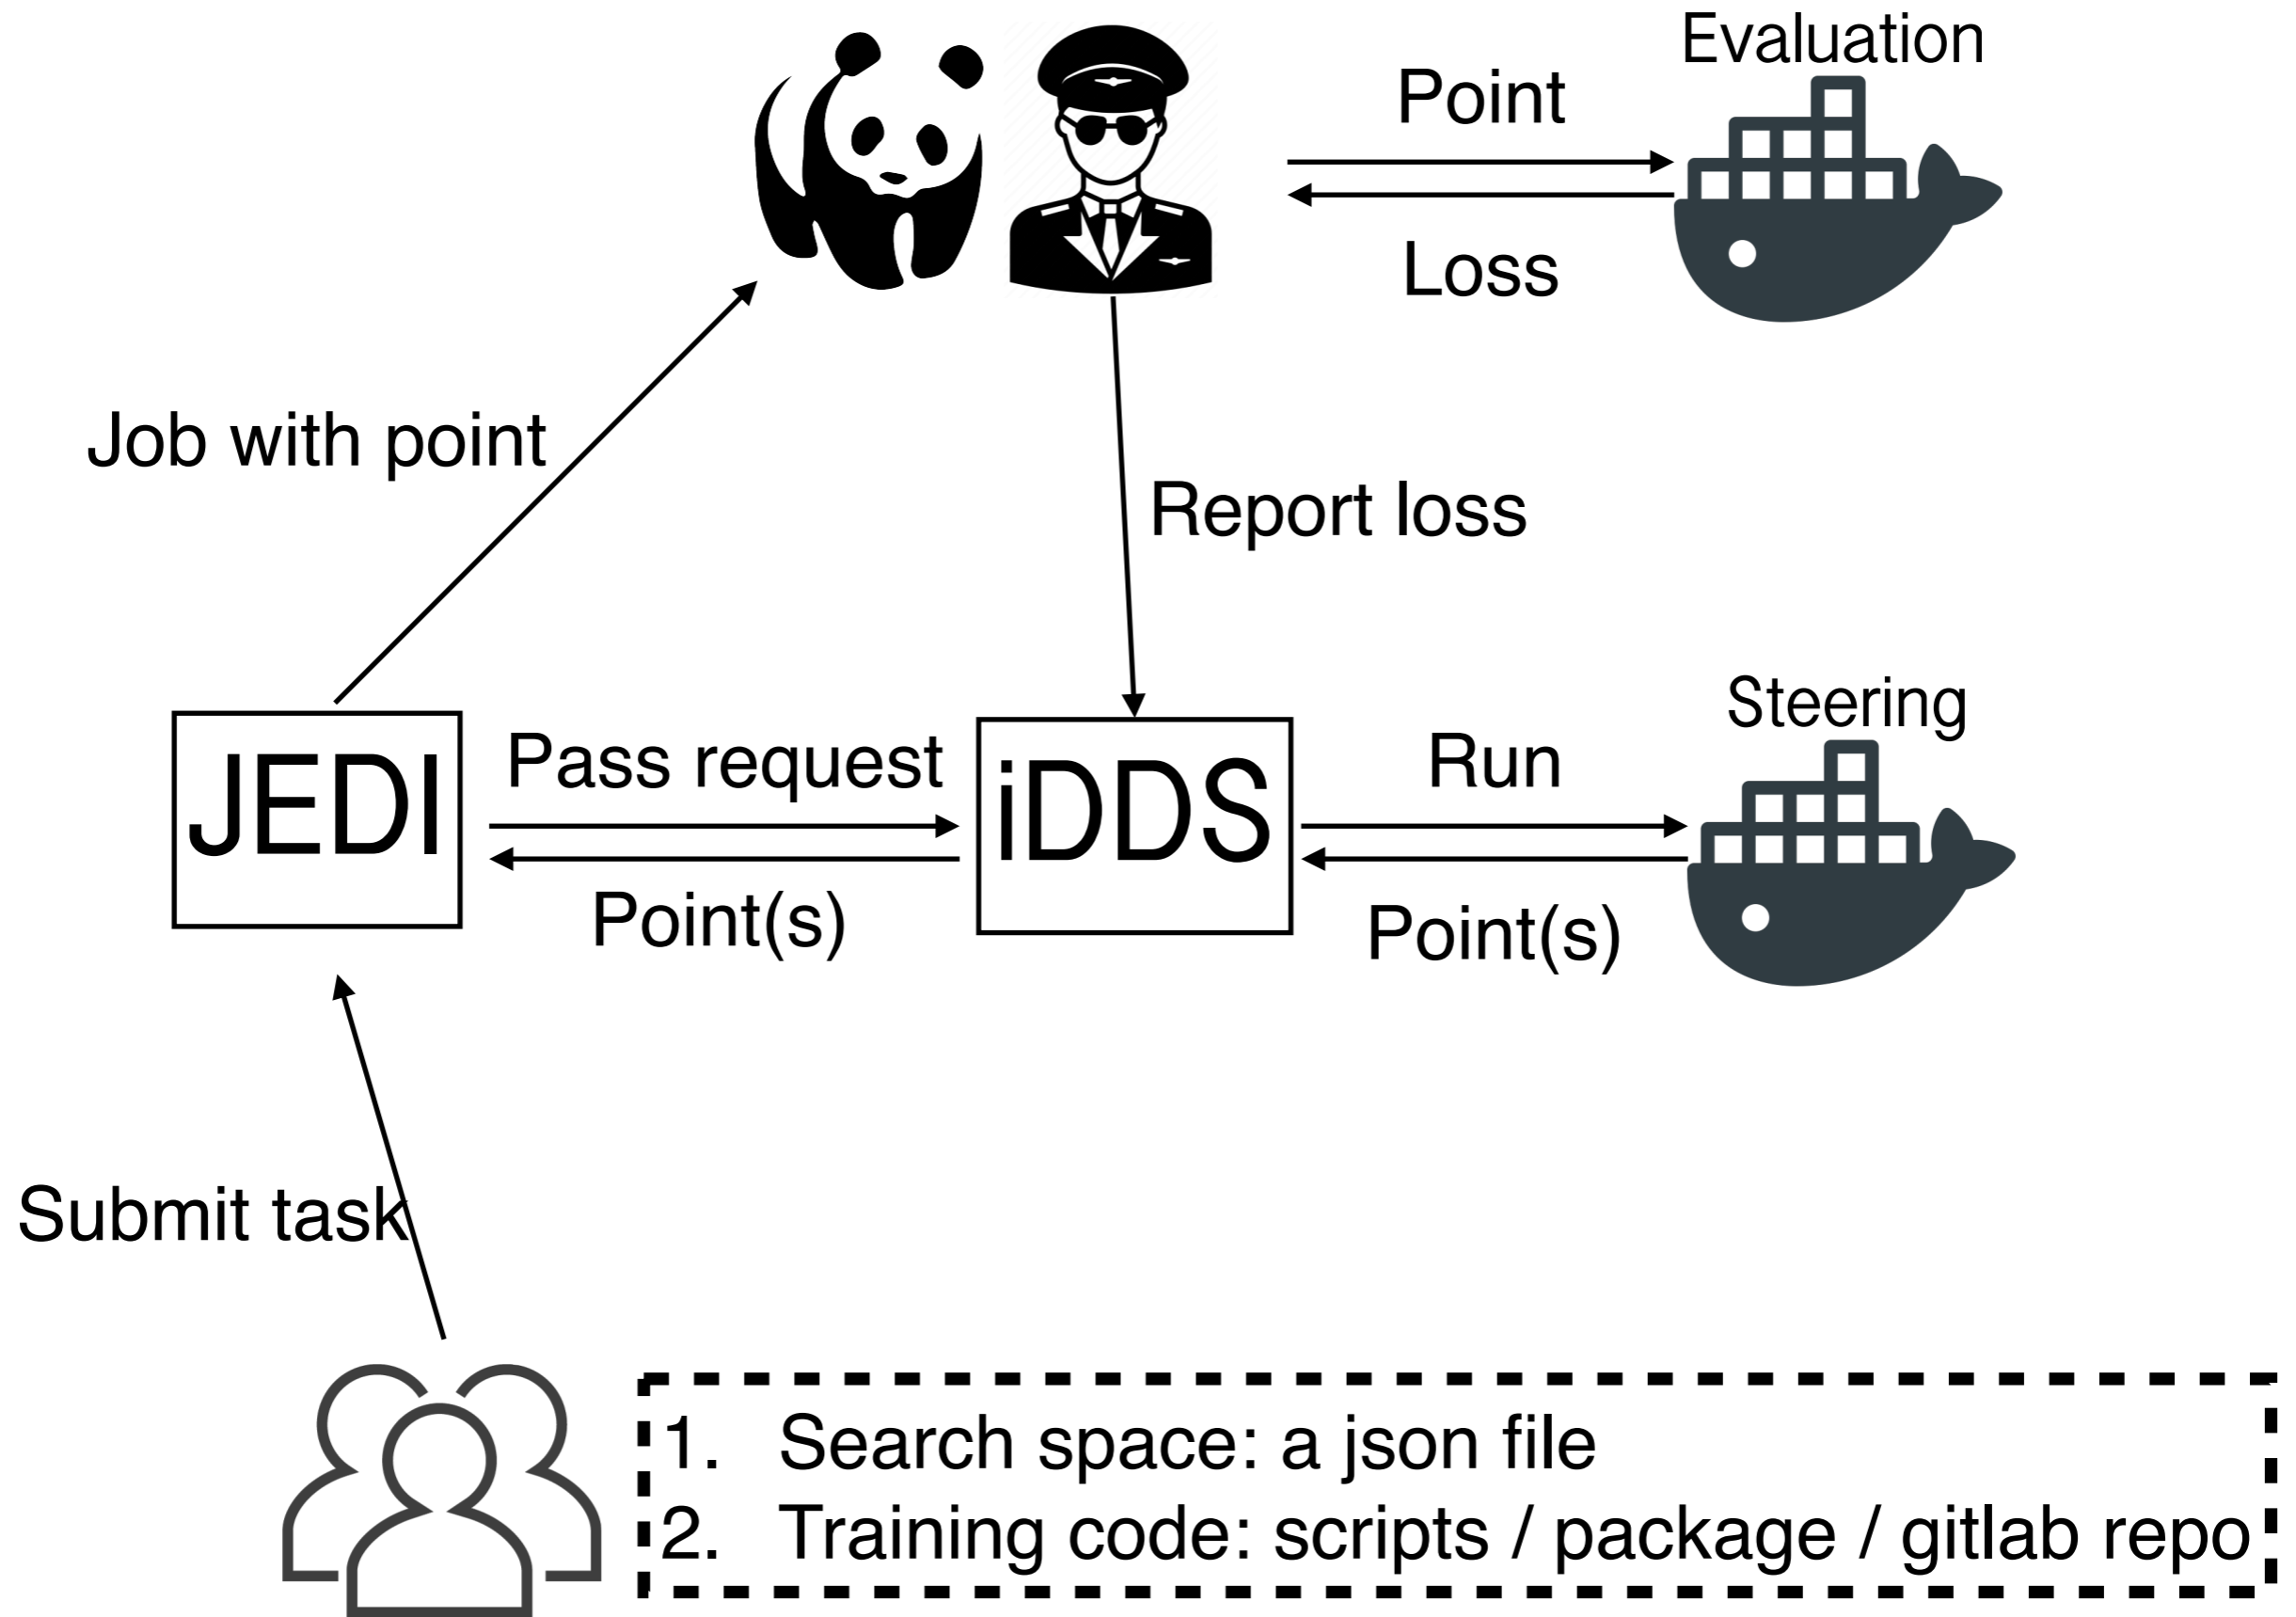 Evaluation
Point
Loss
Job with point
Report loss
Steering
JEDI
Pass request
iDDS
Run
Point(s)
Point(s)
Submit task
1. Search space: a json file
2. Training code: scripts / package / gitlab repo